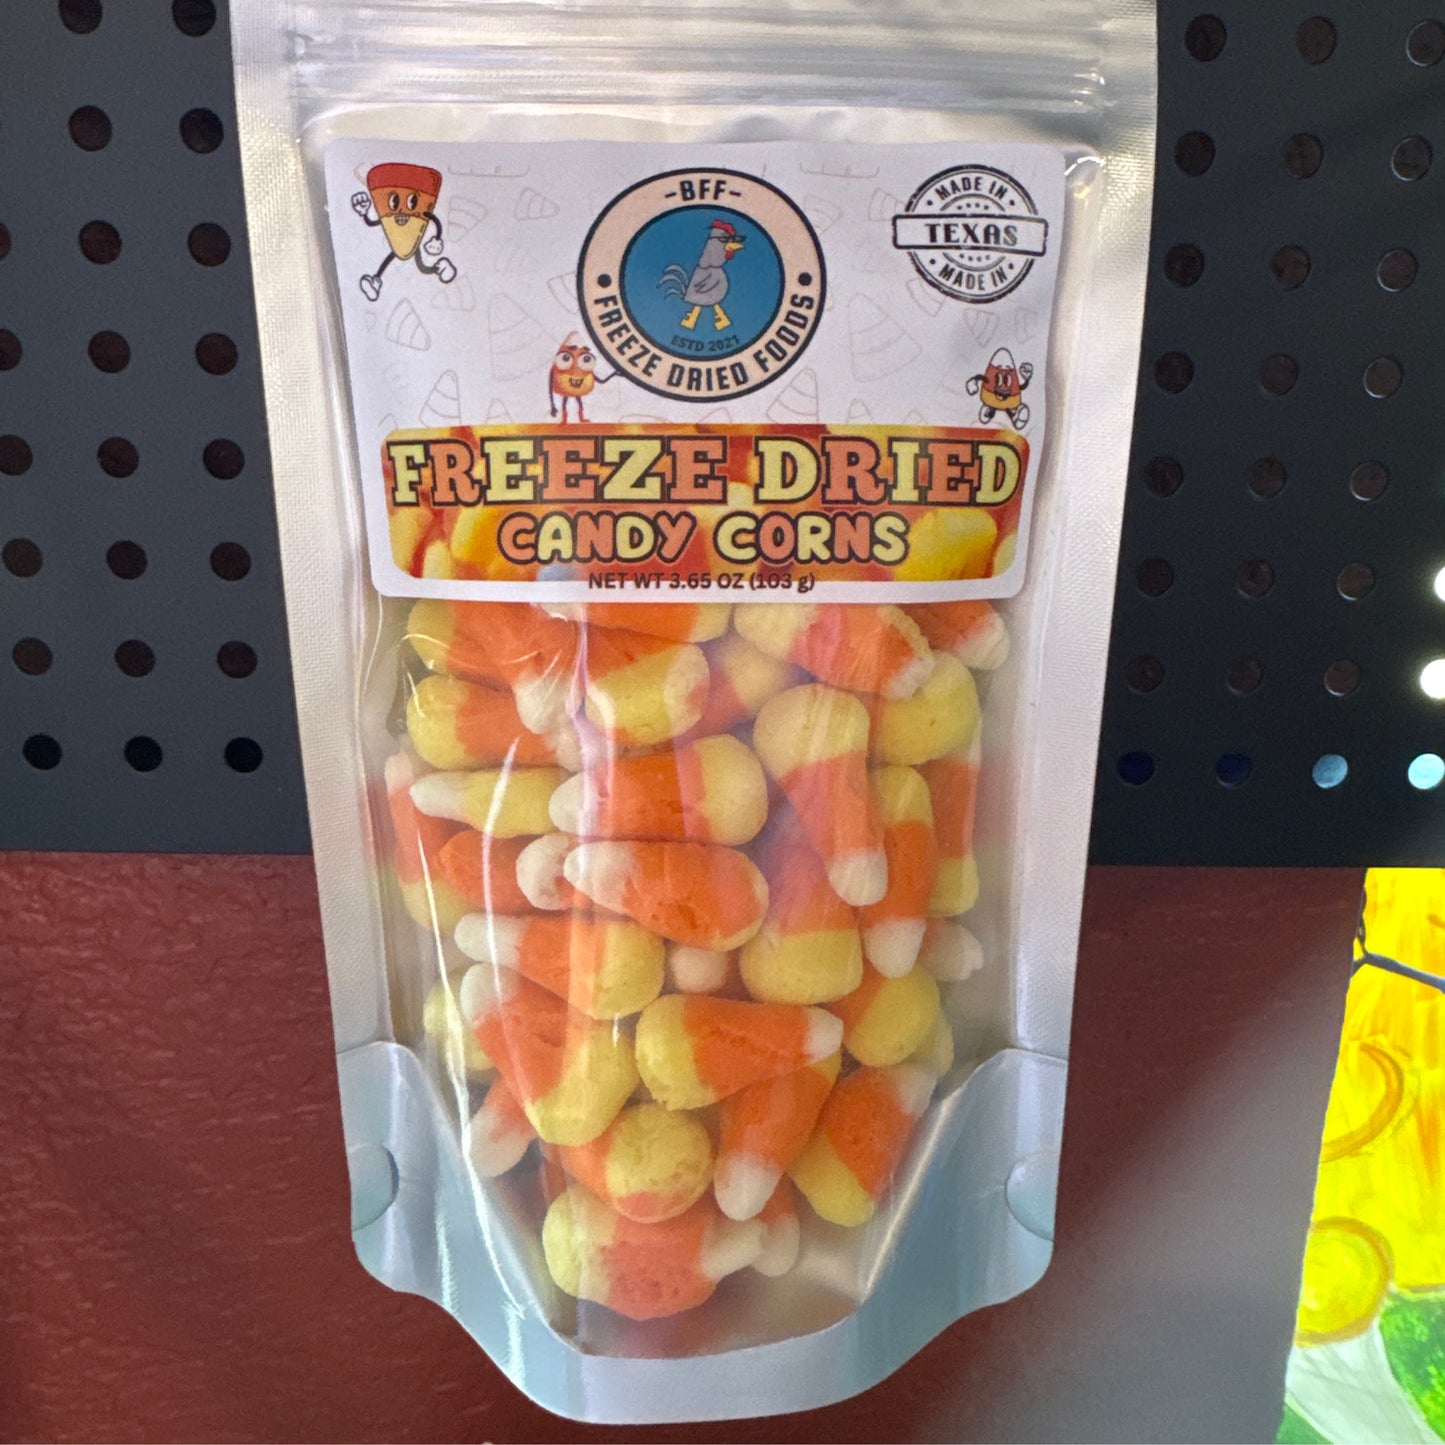 -BFF-
• FREEZE DRIED FOODS •
ESTD 2021
MADE IN
TEXAS
MADE IN
FREEZE DRIED
CANDY CORNS
NET WT 3.65 OZ (103 g)